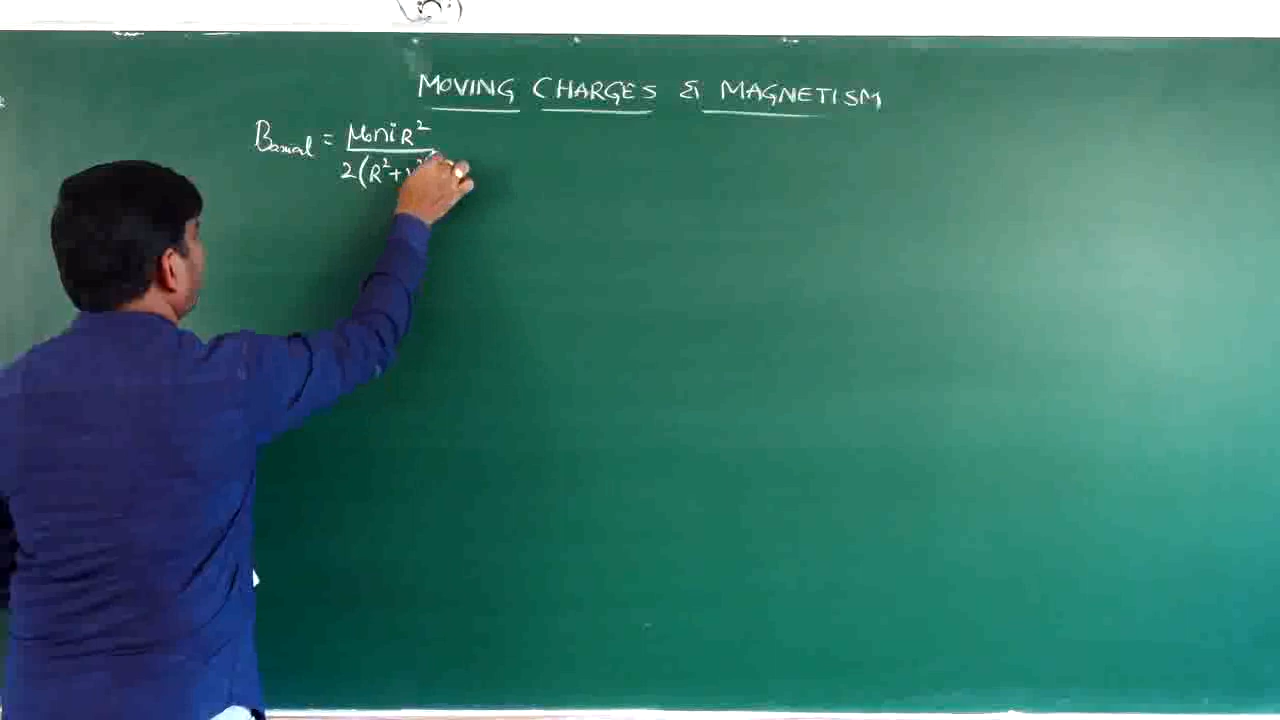 MOVING CHARGES & MAGNETISM
Baxial = μ₀niR²
2(R²+